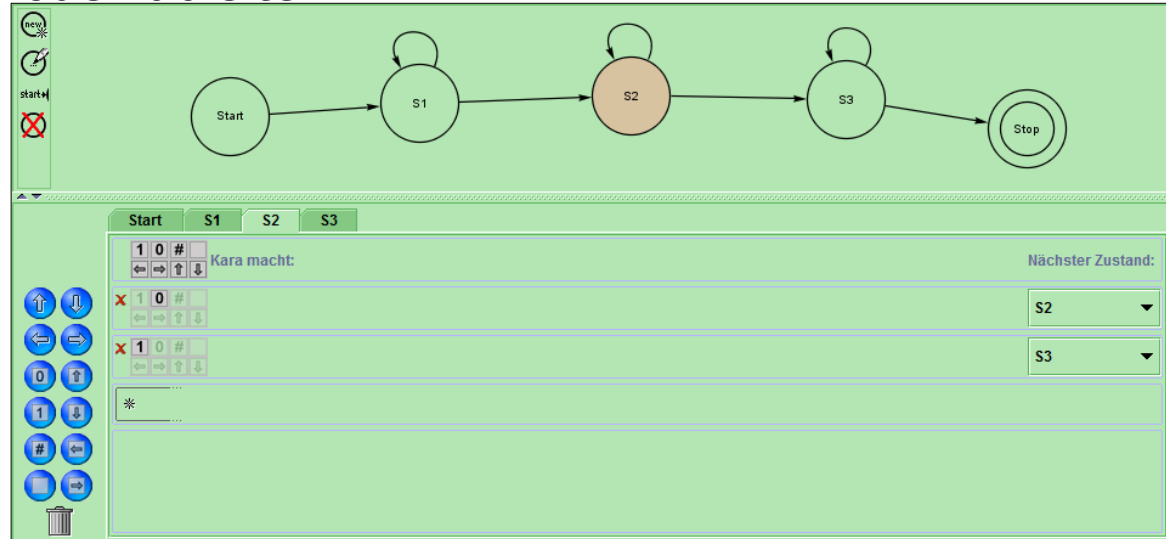 new
start
Start
S1
S2
S3
Stop
Start S1 S2 S3
1 0 #
⇐ ⇒ ⇑ ⇓
Kara macht:
Nächster Zustand:
x 1 0 #
⇐ ⇒ ⇑ ⇓
S2
x 1 0 #
⇐ ⇒ ⇑ ⇓
S3
0
1
#